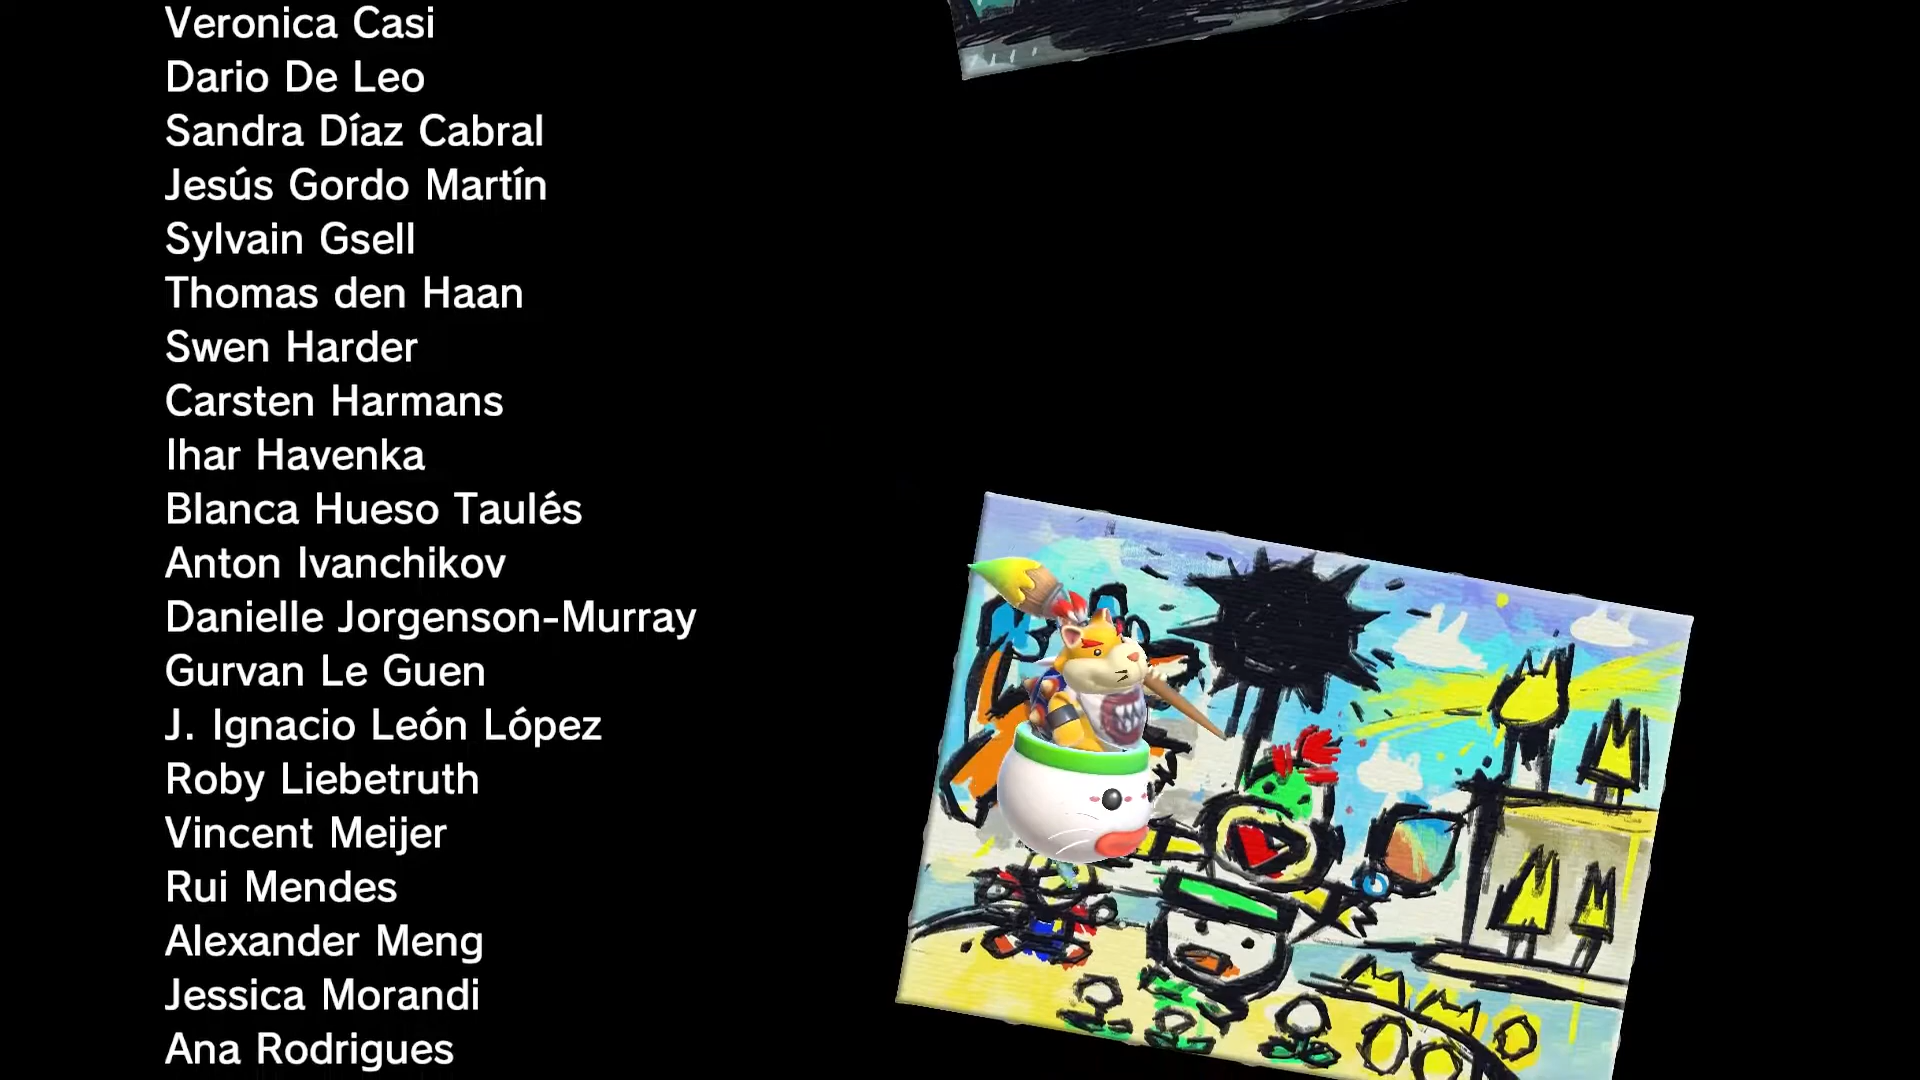 Veronica Casi
Dario De Leo
Sandra Díaz Cabral
Jesús Gordo Martín
Sylvain Gsell
Thomas den Haan
Swen Harder
Carsten Harmans
Ihar Havenka
Blanca Hueso Taulés
Anton Ivanchikov
Danielle Jorgenson-Murray
Gurvan Le Guen
J. Ignacio León López
Roby Liebetruth
Vincent Meijer
Rui Mendes
Alexander Meng
Jessica Morandi
Ana Rodrigues